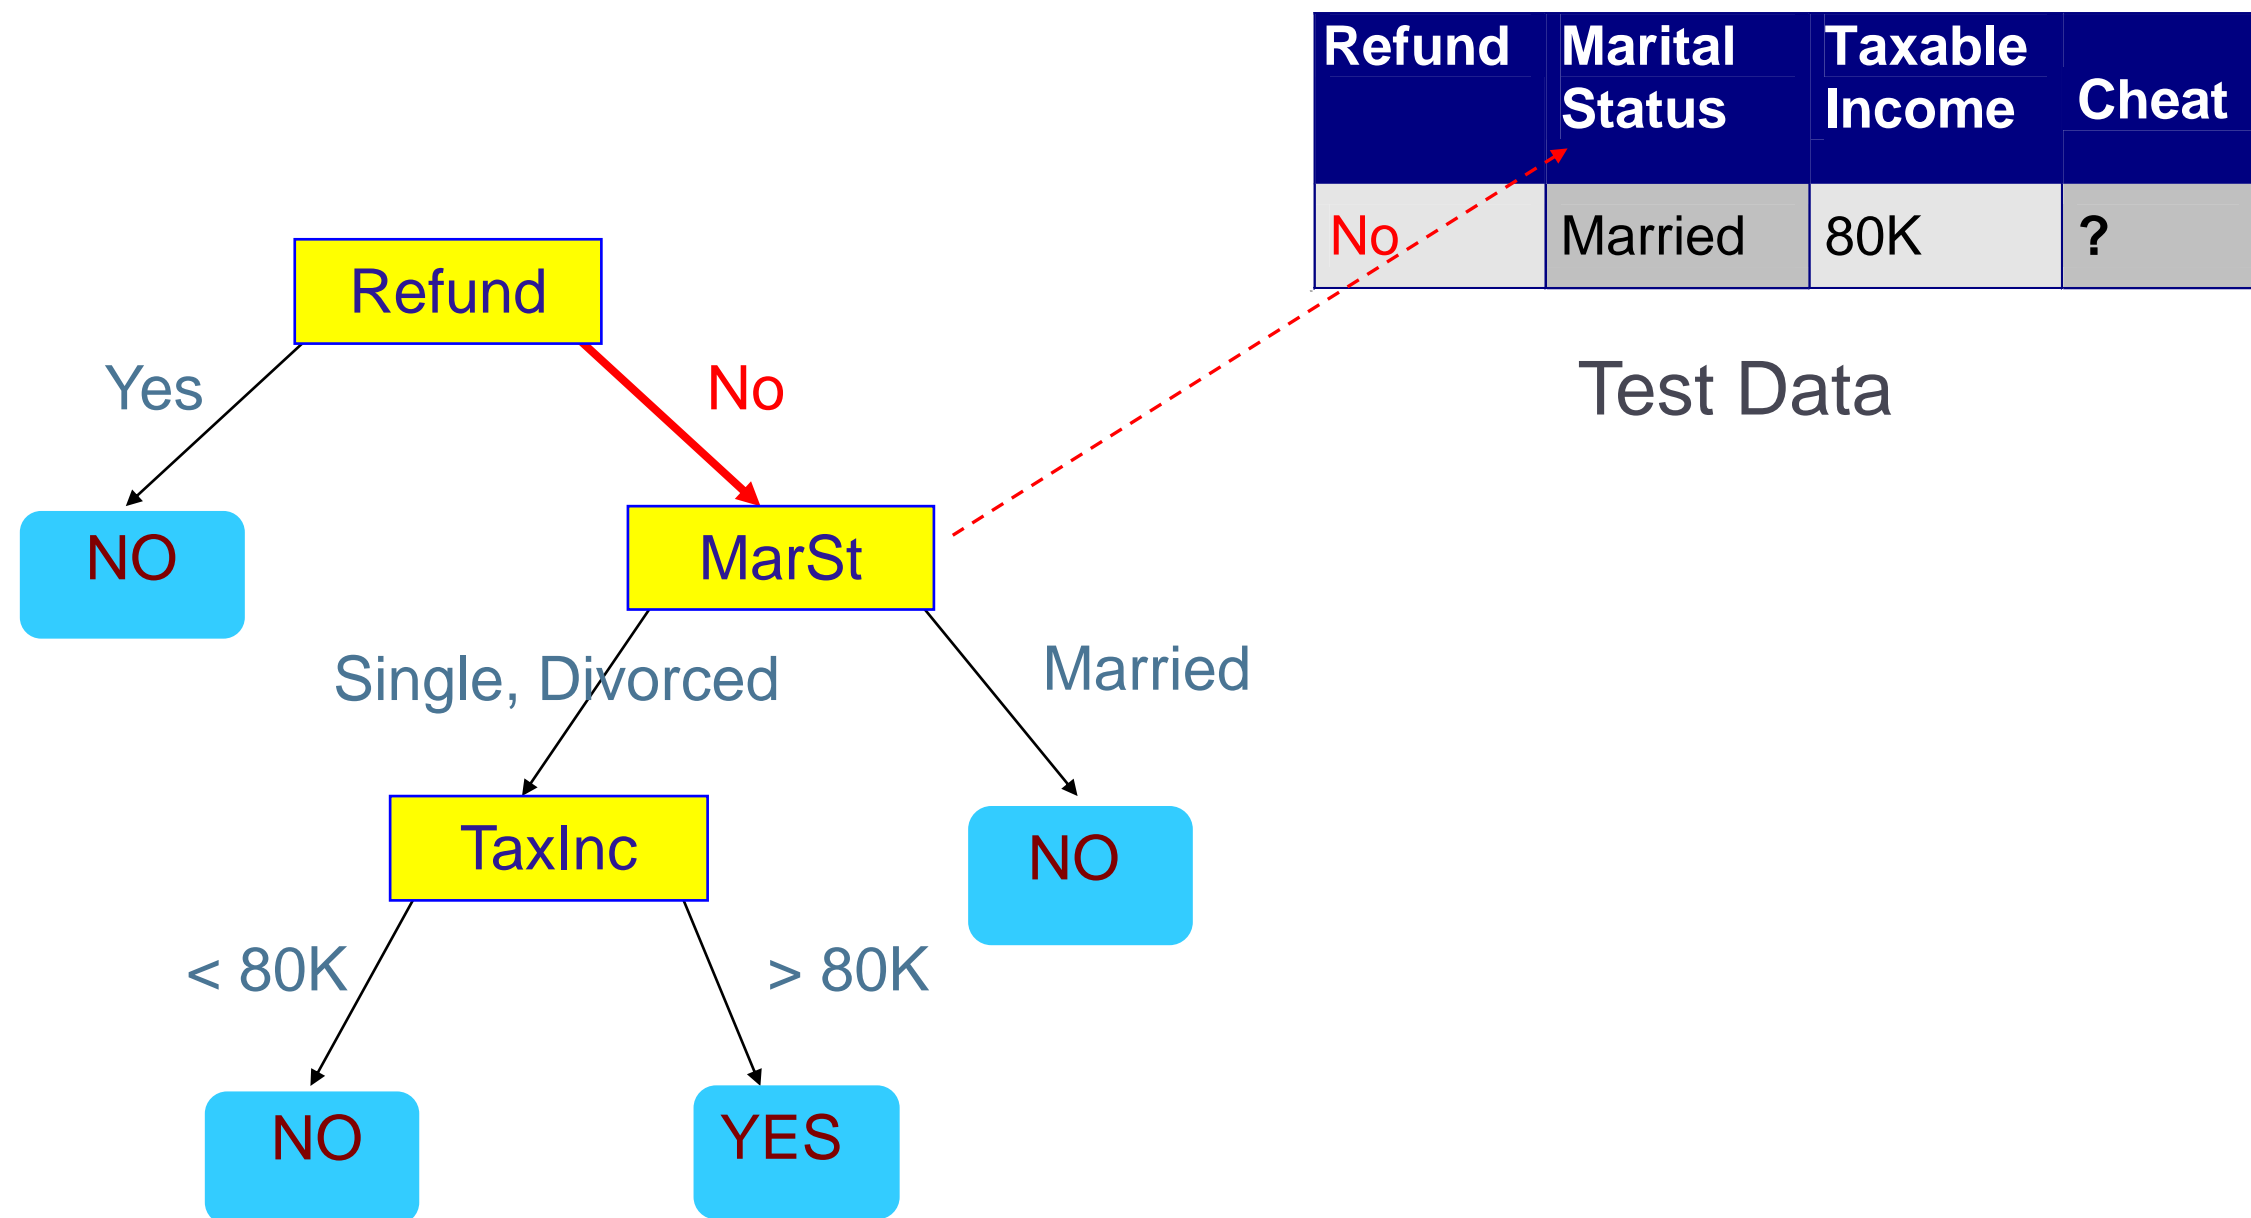 Refund Marital Taxable
Status Income Cheat
No Married 80K ?
Test Data
Refund
Yes No
NO
MarSt
Single, Divorced Married
TaxInc
NO
< 80K > 80K
NO YES